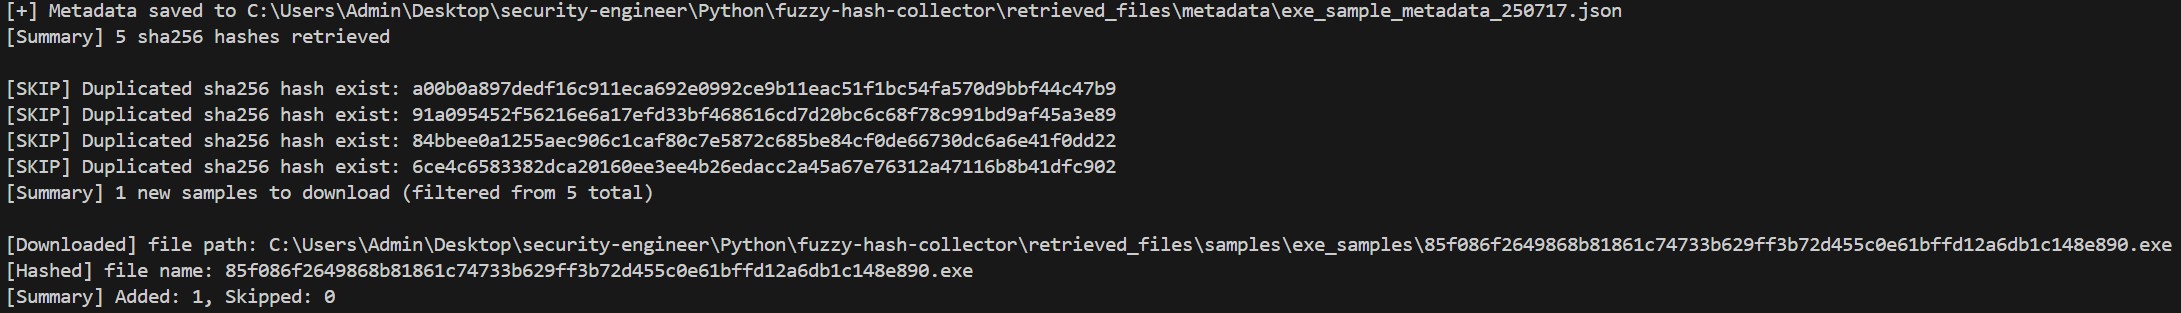 [+] Metadata saved to C:\Users\Admin\Desktop\security-engineer\Python\fuzzy-hash-collector\retrieved_files\metadata\exe_sample_metadata_250717.json
[Summary] 5 sha256 hashes retrieved
[SKIP] Duplicated sha256 hash exist: a00b0a897dedf16c911eca692e0992ce9b11eac51f1bc54fa570d9bbf44c47b9
[SKIP] Duplicated sha256 hash exist: 91a095452f56216e6a17efd33bf468616cd7d20bc6c68f78c991bd9af45a3e89
[SKIP] Duplicated sha256 hash exist: 84bbee0a1255aec906c1caf80c7e5872c685be84cf0de66730dc6a6e41f0dd22
[SKIP] Duplicated sha256 hash exist: 6ce4c6583382dca20160ee3ee4b26edacc2a45a67e76312a47116b8b41dfc902
[Summary] 1 new samples to download (filtered from 5 total)
[Downloaded] file path: C:\Users\Admin\Desktop\security-engineer\Python\fuzzy-hash-collector\retrieved_files\samples\exe_samples\85f086f2649868b81861c74733b629ff3b72d455c0e61bffd12a6db1c148e890.exe
[Hashed] file name: 85f086f2649868b81861c74733b629ff3b72d455c0e61bffd12a6db1c148e890.exe
[Summary] Added: 1, Skipped: 0